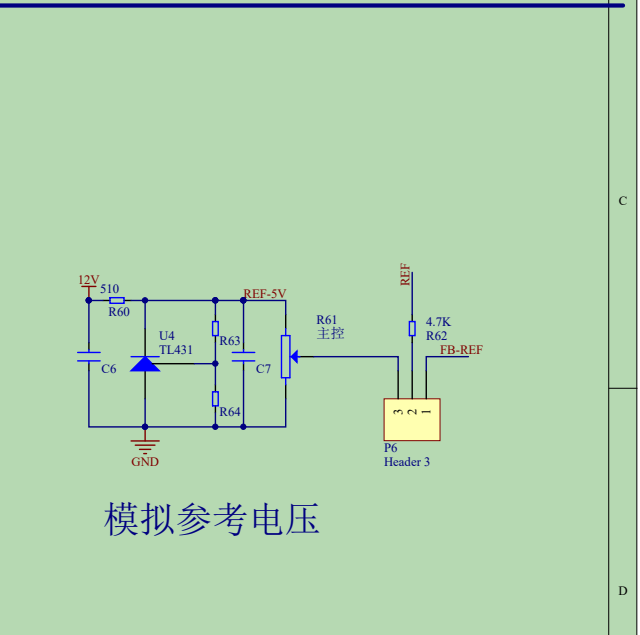 C
REF
12V
510
REF-5V
R60
R61
主控
4.7K
R62
U4
TL431
R63
FB-REF
C6
C7
R64
3 2 1
GND
P6
Header 3
模拟参考电压
D